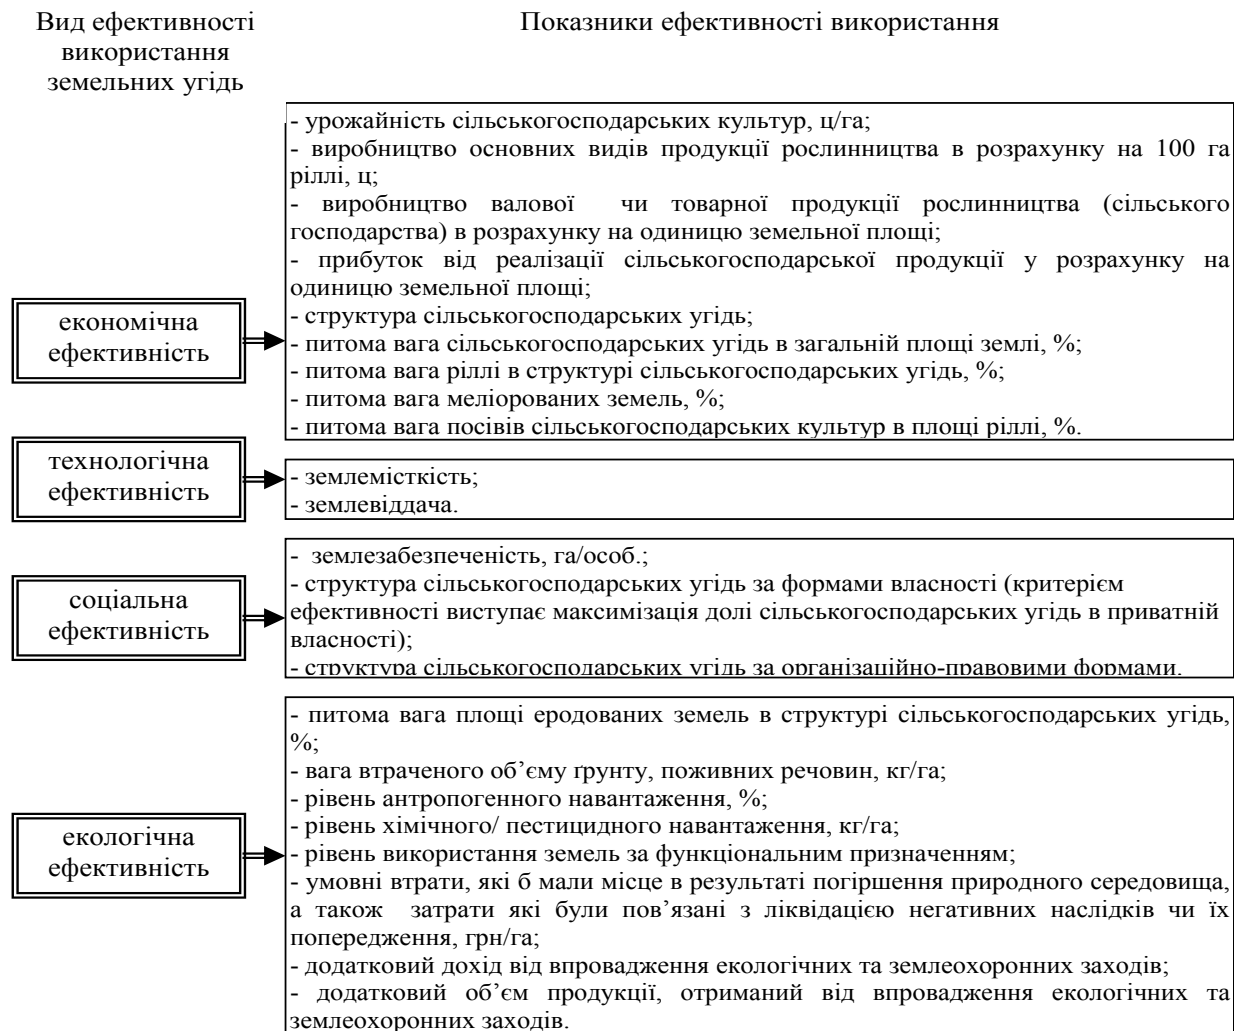 Вид ефективності
використання
земельних угідь
Показники ефективності використання
економічна
ефективність
- урожайність сільськогосподарських культур, ц/га;
- виробництво основних видів продукції рослинництва в розрахунку на 100 га
ріллі, ц;
- виробництво валової чи товарної продукції рослинництва (сільського
господарства) в розрахунку на одиницю земельної площі;
- прибуток від реалізації сільськогосподарської продукції у розрахунку на
одиницю земельної площі;
- структура сільськогосподарських угідь;
- питома вага сільськогосподарських угідь в загальній площі землі, %;
- питома вага ріллі в структурі сільськогосподарських угідь, %;
- питома вага меліорованих земель, %;
- питома вага посівів сільськогосподарських культур в площі ріллі, %.
технологічна
ефективність
- землемісткість;
- землевіддача.
соціальна
ефективність
- землезабезпеченість, га/особ.;
- структура сільськогосподарських угідь за формами власності (критерієм
ефективності виступає максимізація долі сільськогосподарських угідь в приватній
власності);
- структура сільськогосподарських угідь за організаційно-правовими формами.
екологічна
ефективність
- питома вага площі еродованих земель в структурі сільськогосподарських угідь,
%;
- вага втраченого об’єму ґрунту, поживних речовин, кг/га;
- рівень антропогенного навантаження, %;
- рівень хімічного/ пестицидного навантаження, кг/га;
- рівень використання земель за функціональним призначенням;
- умовні втрати, які б мали місце в результаті погіршення природного середовища,
а також затрати які були пов’язані з ліквідацією негативних наслідків чи їх
попередження, грн/га;
- додатковий дохід від впровадження екологічних та землеохоронних заходів;
- додатковий об’єм продукції, отриманий від впровадження екологічних та
землеохоронних заходів.